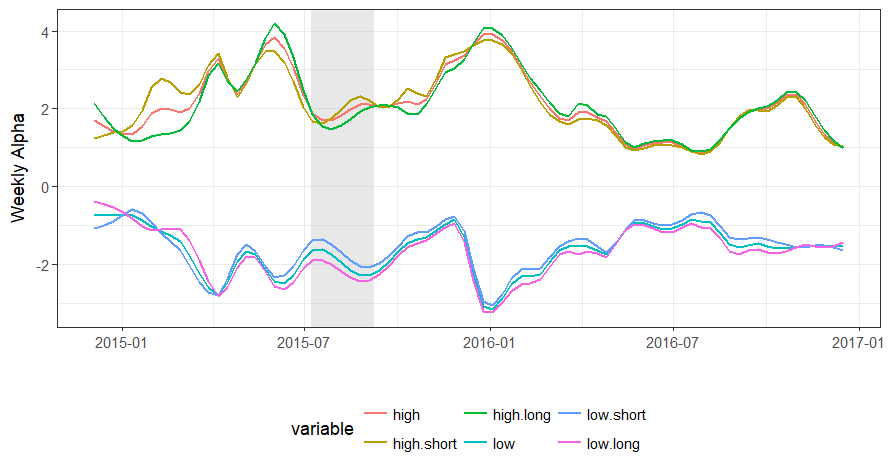 Weekly Alpha
4
2
0
-2
2015-01 2015-07 2016-01 2016-07 2017-01
variable
high high.long low.short
high.short low low.long